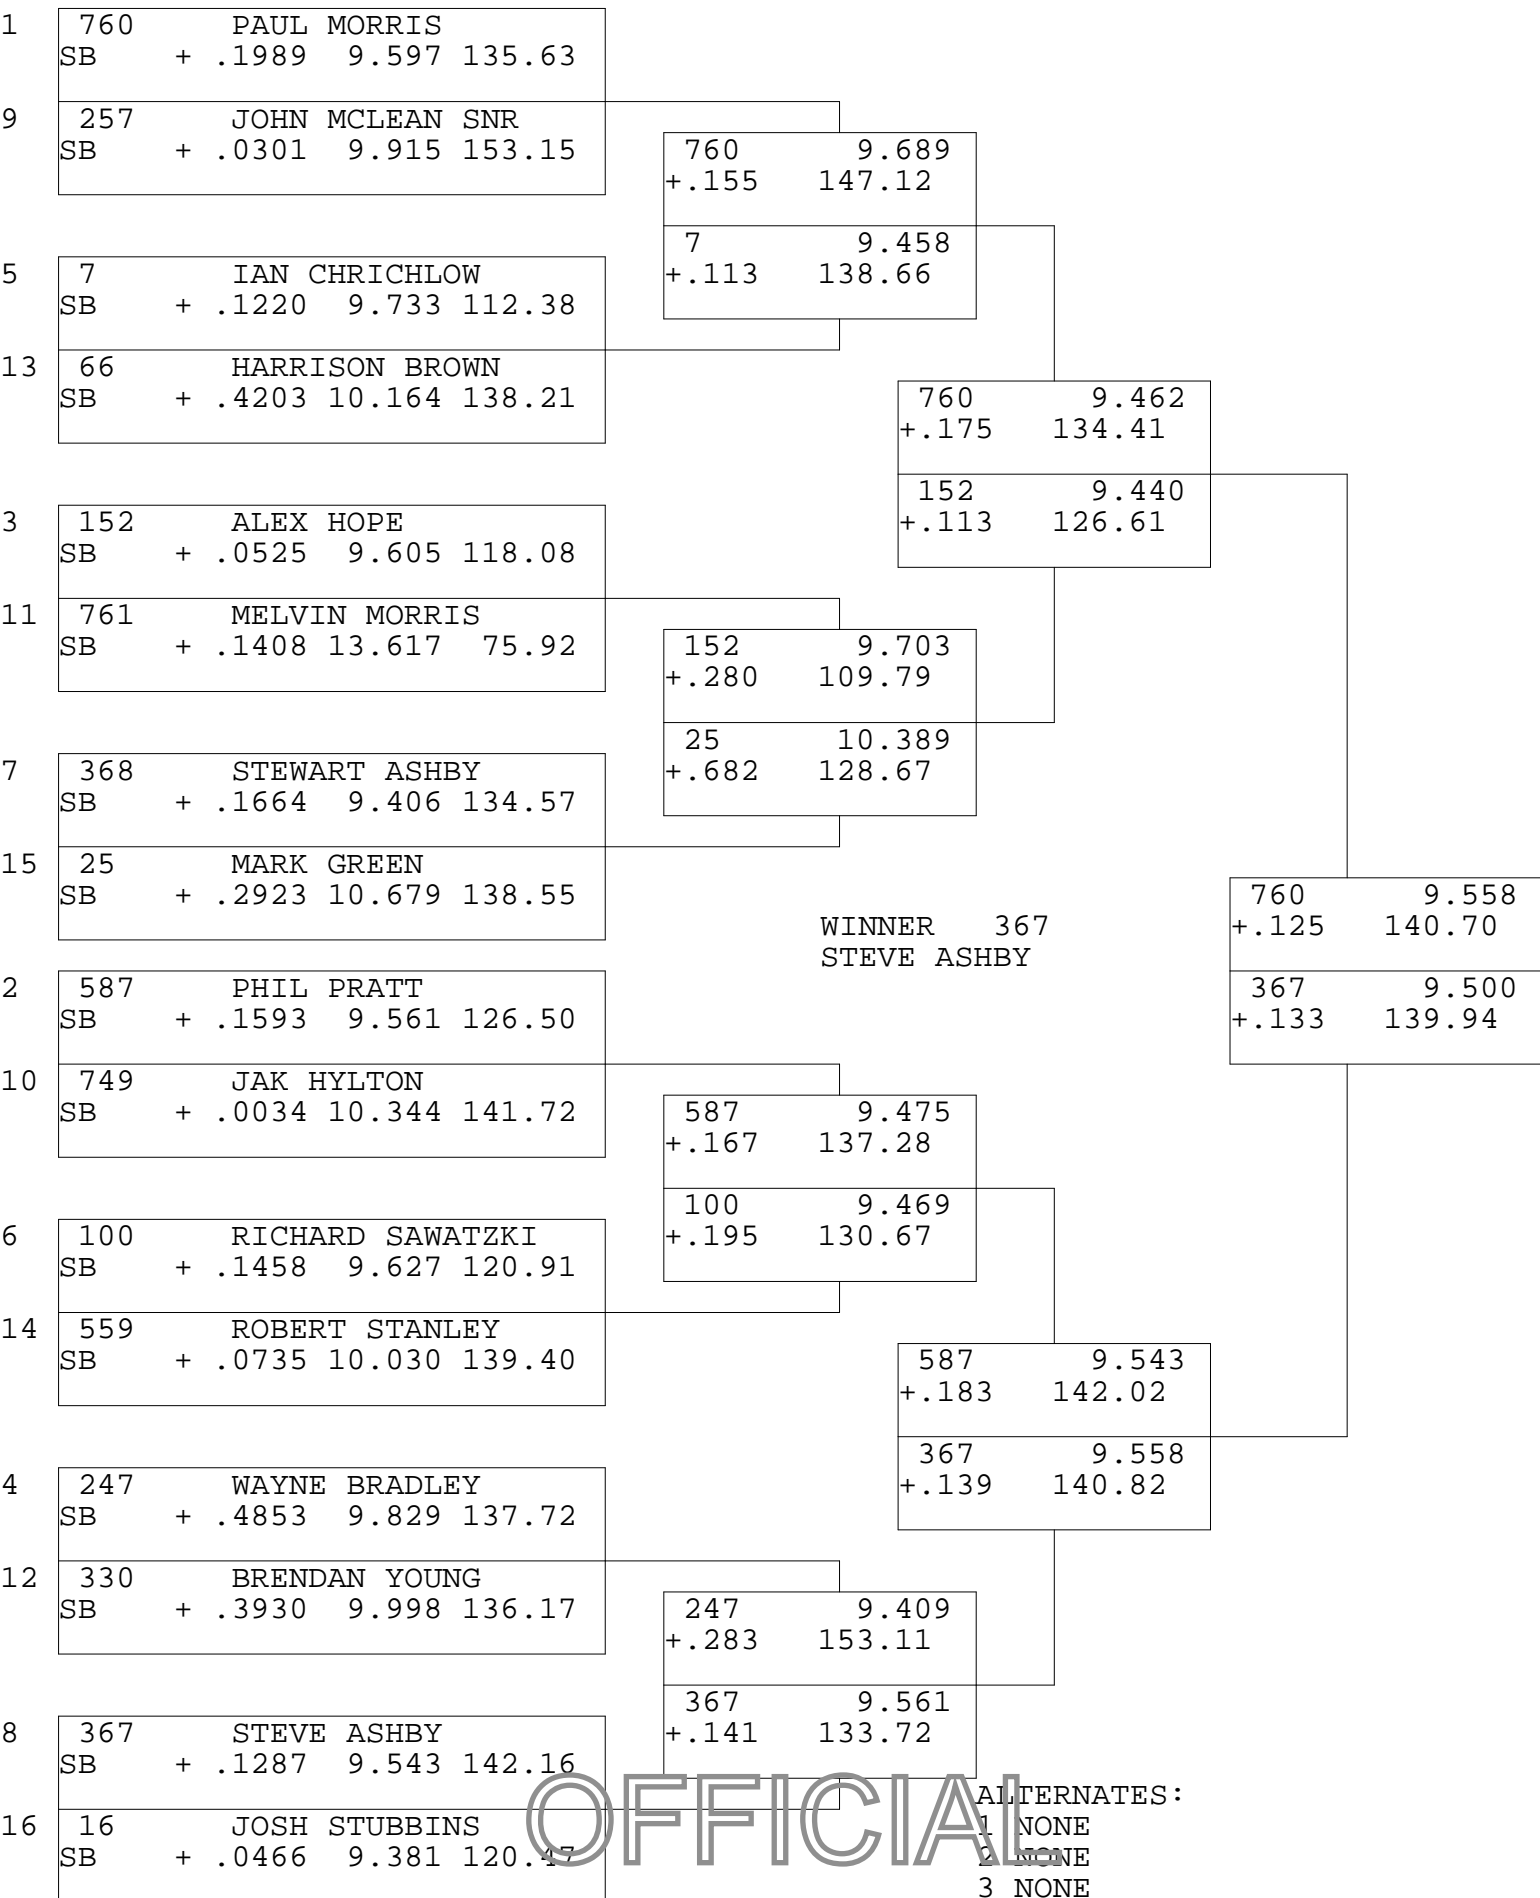 1 760 PAUL MORRIS
SB + .1989 9.597 135.63
9 257 JOHN MCLEAN SNR
SB + .0301 9.915 153.15
760 9.689
+.155 147.12
7 9.458
+.113 138.66
5 7 IAN CHRICHLOW
SB + .1220 9.733 112.38
13 66 HARRISON BROWN
SB + .4203 10.164 138.21
760 9.462
+.175 134.41
152 9.440
+.113 126.61
3 152 ALEX HOPE
SB + .0525 9.605 118.08
11 761 MELVIN MORRIS
SB + .1408 13.617 75.92
152 9.703
+.280 109.79
25 10.389
+.682 128.67
7 368 STEWART ASHBY
SB + .1664 9.406 134.57
15 25 MARK GREEN
SB + .2923 10.679 138.55
WINNER 367
STEVE ASHBY
760 9.558
+.125 140.70
367 9.500
+.133 139.94
2 587 PHIL PRATT
SB + .1593 9.561 126.50
10 749 JAK HYLTON
SB + .0034 10.344 141.72
587 9.475
+.167 137.28
100 9.469
+.195 130.67
6 100 RICHARD SAWATZKI
SB + .1458 9.627 120.91
14 559 ROBERT STANLEY
SB + .0735 10.030 139.40
587 9.543
+.183 142.02
367 9.558
+.139 140.82
4 247 WAYNE BRADLEY
SB + .4853 9.829 137.72
12 330 BRENDAN YOUNG
SB + .3930 9.998 136.17
247 9.409
+.283 153.11
367 9.561
+.141 133.72
8 367 STEVE ASHBY
SB + .1287 9.543 142.16
16 16 JOSH STUBBINS
SB + .0466 9.381 120.47
OFFICIAL
ALTERNATES:
1 NONE
2 NONE
3 NONE